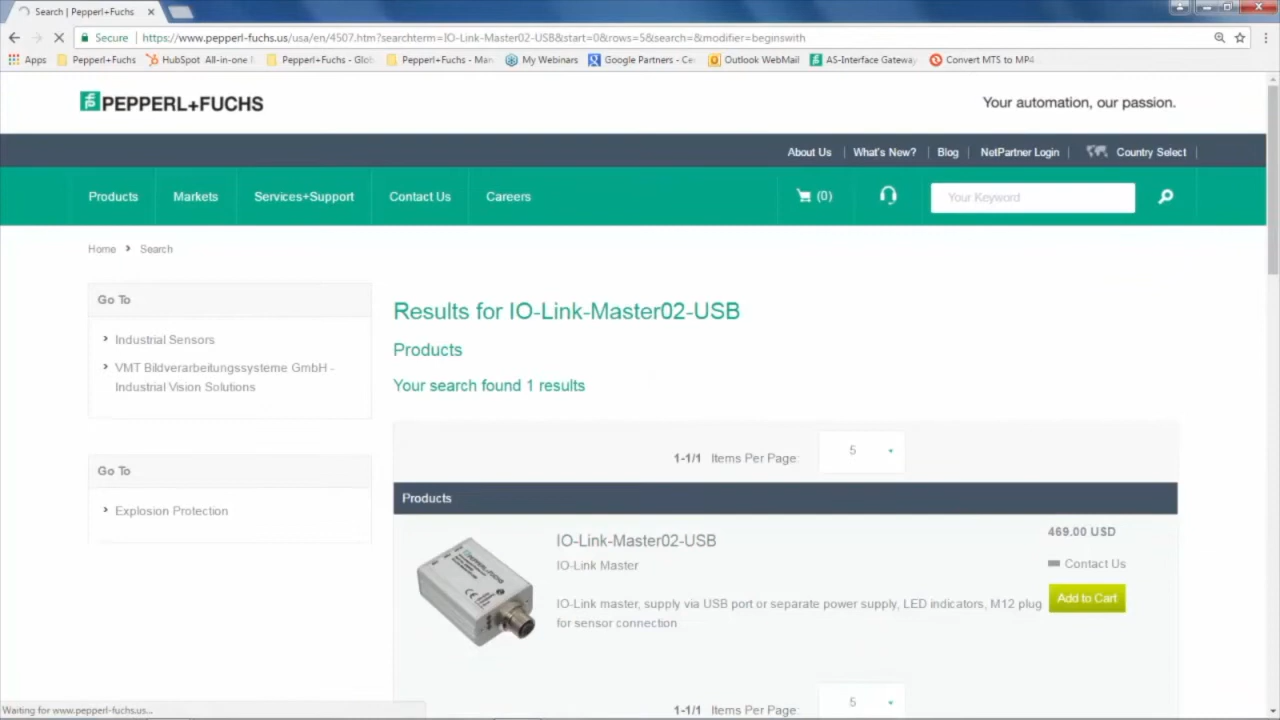 Search | Pepperl+Fuchs
Secure
https://www.pepperl-fuchs.us/usa/en/4507.htm?searchterm=IO-Link-Master02-USB&start=0&rows=5&search=&modifier=beginswith
Apps
Pepperl+Fuchs
HubSpot All-in-one
Pepperl+Fuchs - Glob
Pepperl+Fuchs - Man
My Webinars
Google Partners - Ce
Outlook WebMail
AS-Interface Gateway
Convert MTS to MP4
PEPPERL+FUCHS
Your automation, our passion.
About Us
What's New?
Blog
NetPartner Login
Country Select
Products
Markets
Services+Support
Contact Us
Careers
(0)
Your Keyword
Home
Search
Go To
Industrial Sensors
VMT Bildverarbeitungssysteme GmbH -
Industrial Vision Solutions
Go To
Explosion Protection
Results for IO-Link-Master02-USB
Products
Your search found 1 results
1-1/1 Items Per Page:
5
Products
IO-Link-Master02-USB
IO-Link Master
IO-Link master, supply via USB port or separate power supply, LED indicators, M12 plug
for sensor connection
469.00 USD
Contact Us
Add to Cart
1-1/1 Items Per Page:
5
Waiting for www.pepperl-fuchs.us...